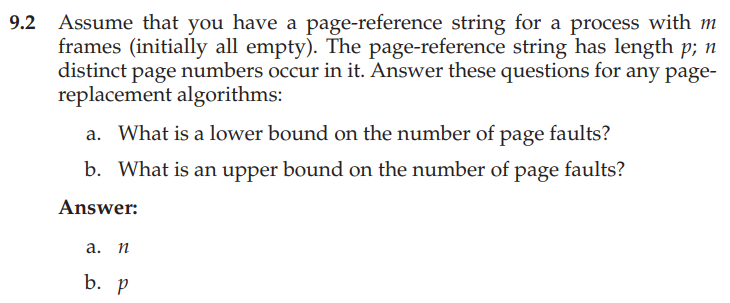 9.2 Assume that you have a page-reference string for a process with m
frames (initially all empty). The page-reference string has length p; n
distinct page numbers occur in it. Answer these questions for any page-
replacement algorithms:
a. What is a lower bound on the number of page faults?
b. What is an upper bound on the number of page faults?
Answer:
a. n
b. p